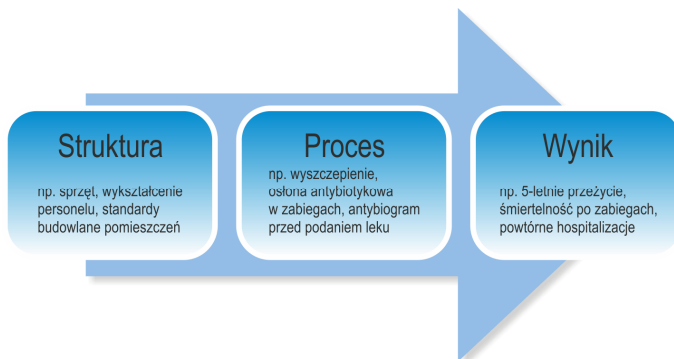 Struktura
np. sprzęt, wykształcenie
personelu, standardy
budowlane pomieszczeń
Proces
np. wyszczepienie,
osłona antybiotykowa
w zabiegach, antybiogram
przed podaniem leku
Wynik
np. 5-letnie przeżycie,
śmiertelność po zabiegach,
powtórne hospitalizacje